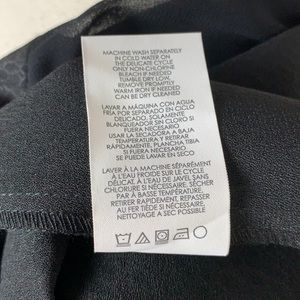 MACHINE WASH SEPARATELY
IN COLD WATER ON
THE DELICATE CYCLE
ONLY NON-CHLORINE
BLEACH IF NEEDED
TUMBLE DRY LOW,
REMOVE PROMPTLY
WARM IRON IF NEEDED
CAN BE DRY CLEANED
LAVAR A MÁQUINA CON AGUA
FRÍA POR SEPARADO EN CICLO
DELICADO, SOLAMENTE
BLANQUEADOR SIN CLORO SI
FUERA NECESARIO
USAR LA SECADORA A BAJA
TEMPERATURA Y RETIRAR
RÁPIDAMENTE, PLANCHA TIBIA
SI FUERA NECESARIO
SE PUEDE LAVAR EN SECO
LAVER À LA MACHINE SÉPARÉMENT
À L'EAU FROIDE SUR LE CYCLE
DÉLICAT. À L'EAU DE JAVEL SANS
CHLORURE SI NÉCESSAIRE, SÉCHER
PAR À BASSE TEMPÉRATURE.
RETIREZ RAPIDEMENT, REPASSER
AU FER TIÈDE SI NÉCESSAIRE.
NETTOYAGE A SEC POSSIBLE